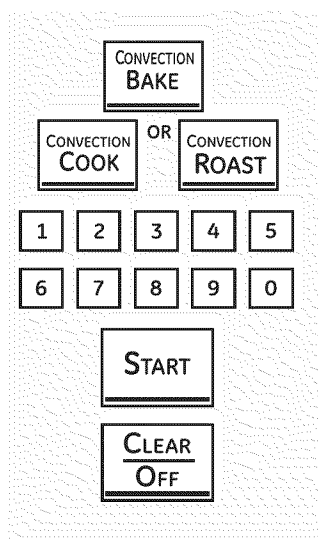 CONVECTION
BAKE
OR
CONVECTION
COOK
CONVECTION
ROAST
1 2 3 4 5
6 7 8 9 0
START
CLEAR
OFF